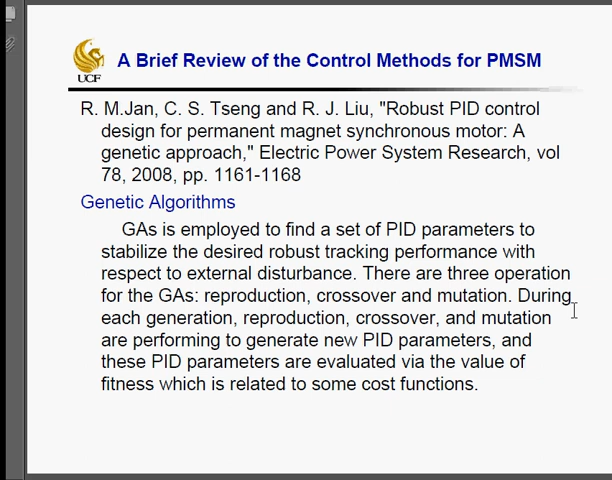 A Brief Review of the Control Methods for PMSM
UCF
R. M.Jan, C. S. Tseng and R. J. Liu, "Robust PID control
design for permanent magnet synchronous motor: A
genetic approach," Electric Power System Research, vol
78, 2008, pp. 1161-1168
Genetic Algorithms
GAs is employed to find a set of PID parameters to
stabilize the desired robust tracking performance with
respect to external disturbance. There are three operation
for the GAs: reproduction, crossover and mutation. During
each generation, reproduction, crossover, and mutation
are performing to generate new PID parameters, and
these PID parameters are evaluated via the value of
fitness which is related to some cost functions.